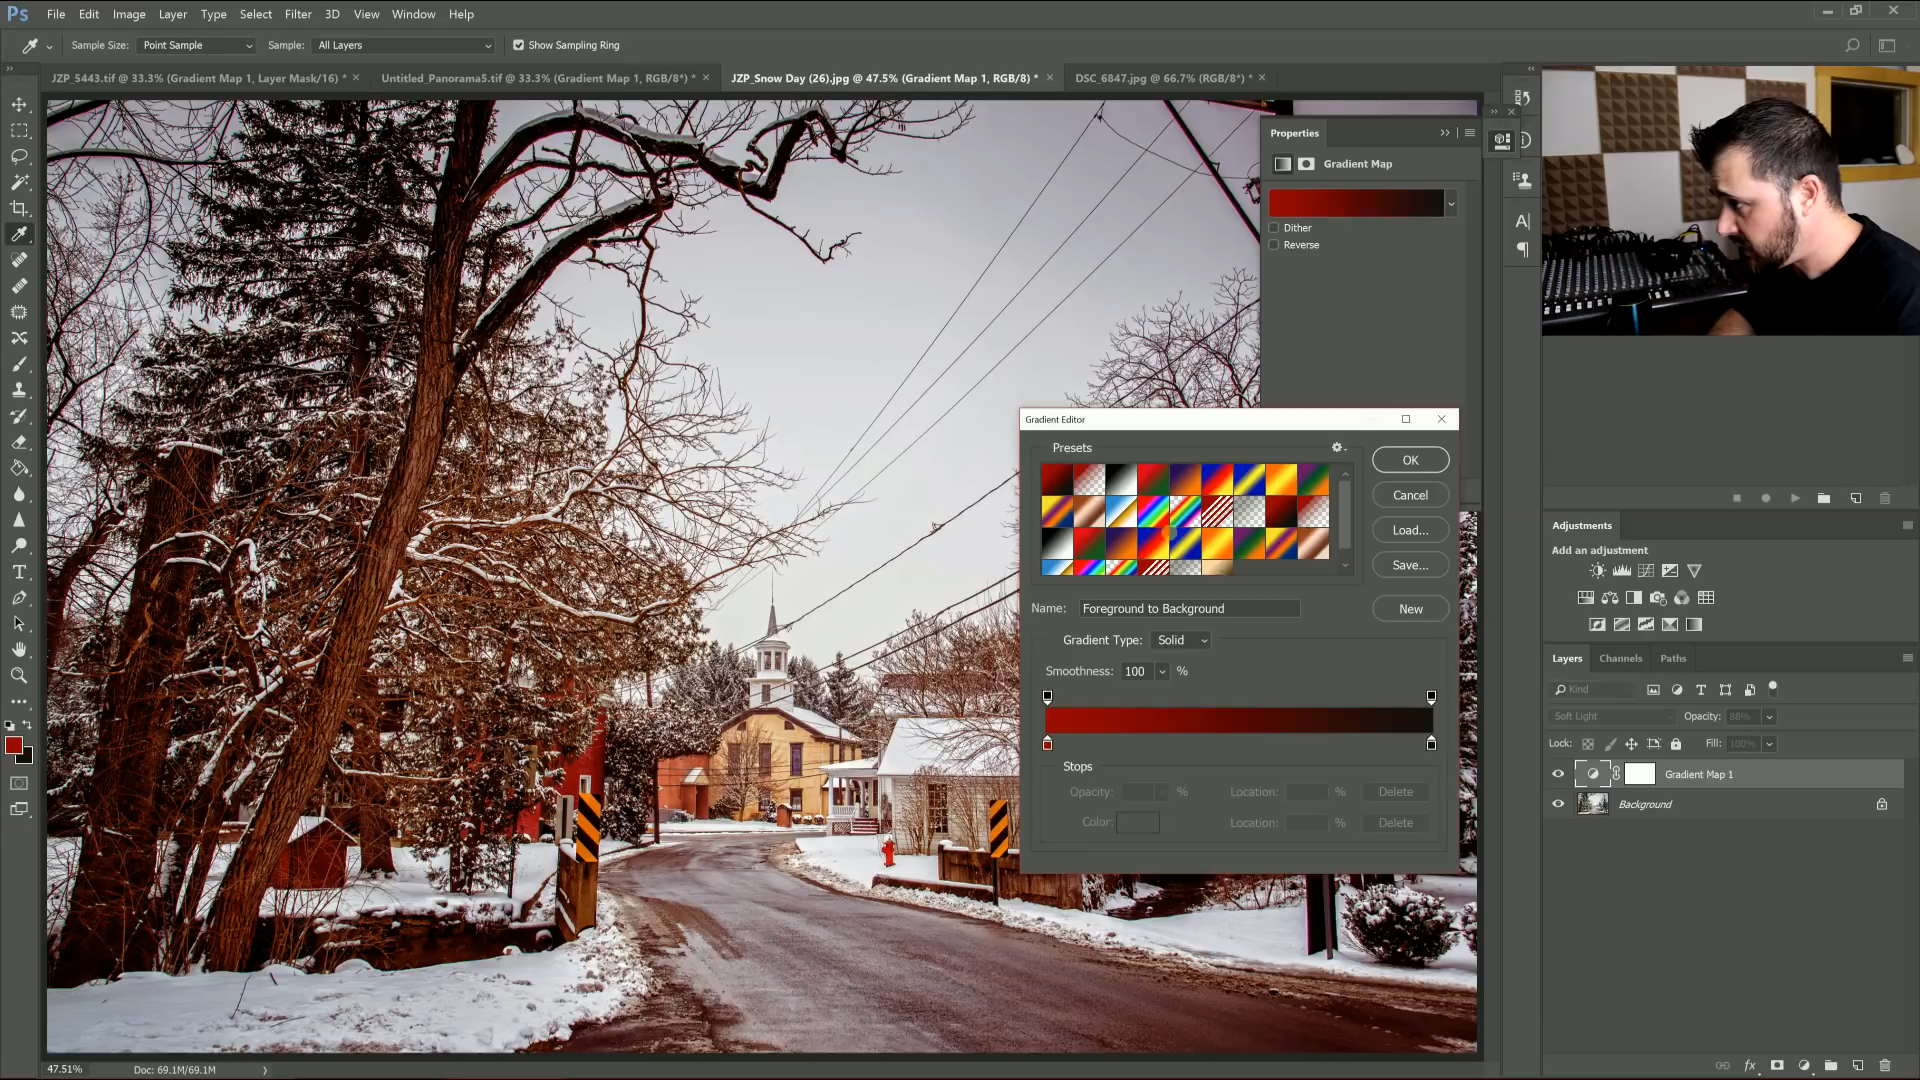 Ps File Edit Image Layer Type Select Filter 3D View Window Help
Sample Size: Point Sample Sample: All Layers Show Sampling Ring
JZP_5443.tif @ 33.3% (Gradient Map 1, Layer Mask/16) * × Untitled_Panorama5.tif @ 33.3% (Gradient Map 1, RGB/8*) * × JZP_Snow Day (26).jpg @ 47.5% (Gradient Map 1, RGB/8) * × DSC_6847.jpg @ 66.7% (RGB/8*) * ×
Properties
Gradient Map
Dither
Reverse
Gradient Editor
Presets
OK
Cancel
Load...
Save...
Name: Foreground to Background
New
Gradient Type: Solid
Smoothness: 100 %
Stops
Opacity: % Location: % Delete
Color: Location: % Delete
Adjustments
Add an adjustment
Layers Channels Paths
Kind
Soft Light Opacity: 88%
Lock: Fill: 100%
Gradient Map 1
Background
fx
47.51% Doc: 69.1M/69.1M